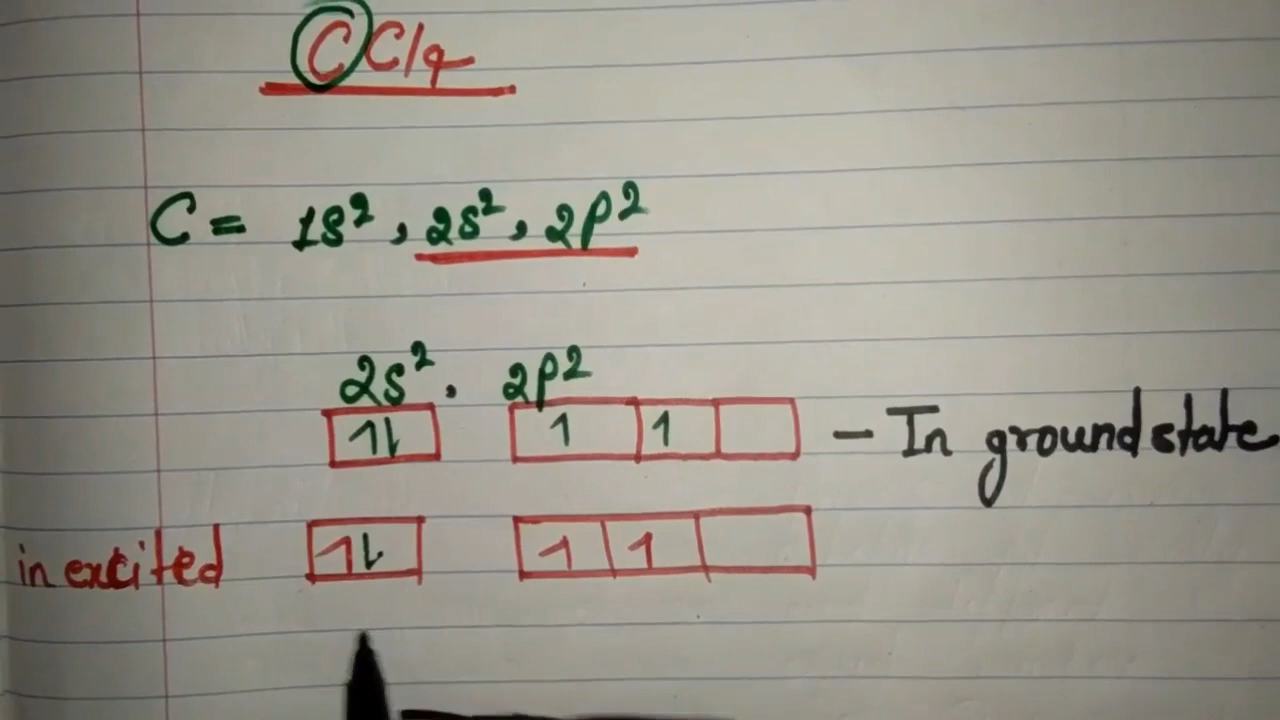 CCl4
C = 1s², 2s², 2p²
2s². 2p²
1⇂ 1 1 – In ground state
in excited 1⇂ 1 1